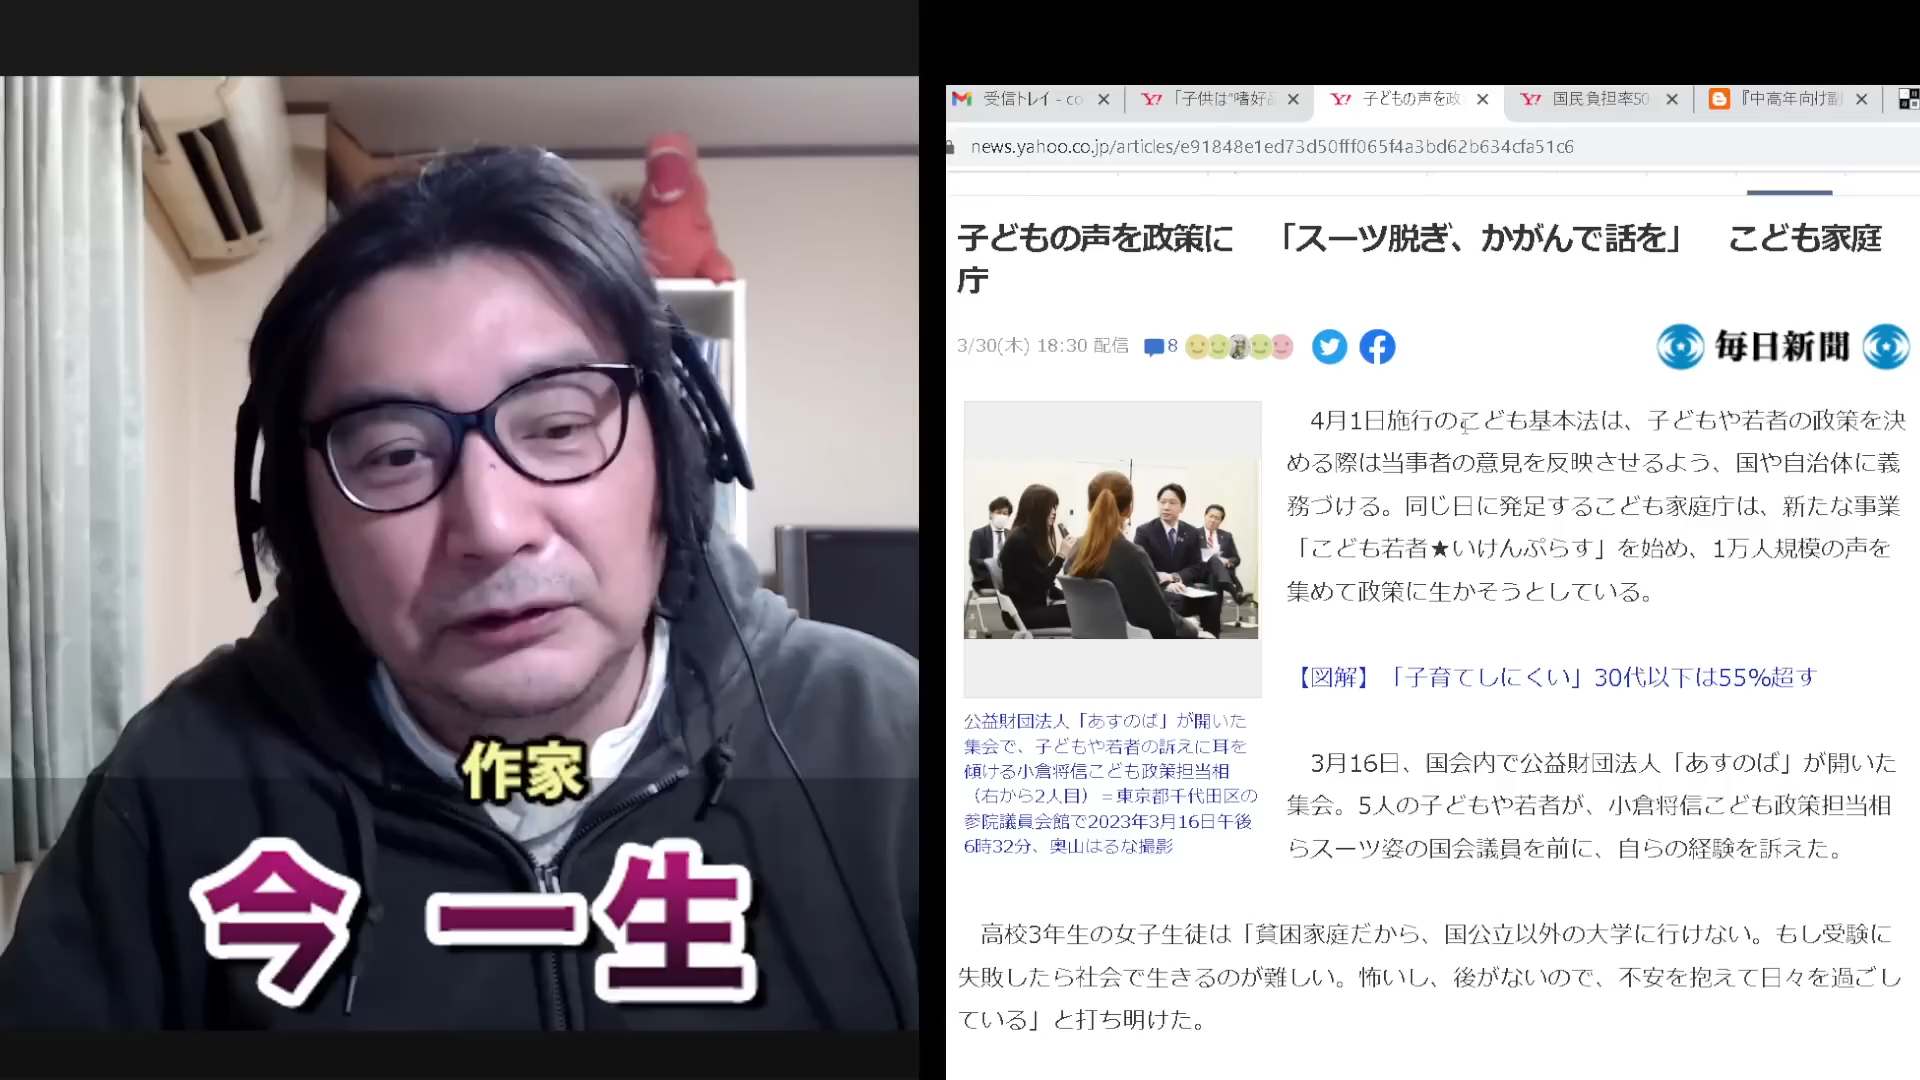 作家
今 一生
受信トレイ - co
「子供は“嗜好品
子どもの声を政
国民負担率50
『中高年向け副
news.yahoo.co.jp/articles/e91848e1ed73d50fff065f4a3bd62b634cfa51c6
子どもの声を政策に 「スーツ脱ぎ、かがんで話を」 こども家庭
庁
3/30(木) 18:30 配信 8
毎日新聞
4月1日施行のこども基本法は、子どもや若者の政策を決
める際は当事者の意見を反映させるよう、国や自治体に義
務づける。同じ日に発足するこども家庭庁は、新たな事業
「こども若者★いけんぷらす」を始め、1万人規模の声を
集めて政策に生かそうとしている。
【図解】「子育てしにくい」30代以下は55%超す
公益財団法人「あすのば」が開いた
集会で、子どもや若者の訴えに耳を
傾ける小倉将信こども政策担当相
（右から2人目）＝東京都千代田区の
参院議員会館で2023年3月16日午後
6時32分、奥山はるな撮影
3月16日、国会内で公益財団法人「あすのば」が開いた
集会。5人の子どもや若者が、小倉将信こども政策担当相
らスーツ姿の国会議員を前に、自らの経験を訴えた。
高校3年生の女子生徒は「貧困家庭だから、国公立以外の大学に行けない。もし受験に
失敗したら社会で生きるのが難しい。怖いし、後がないので、不安を抱えて日々を過ごし
ている」と打ち明けた。